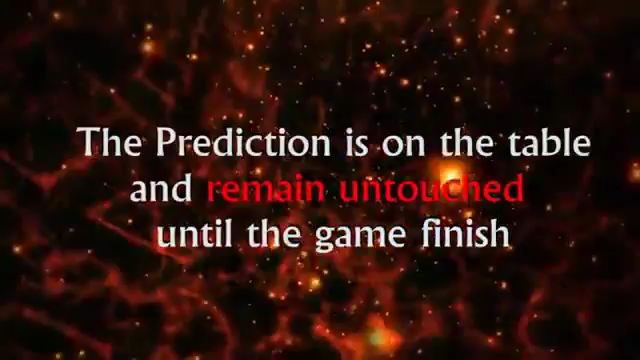 The Prediction is on the table
and remain untouched
until the game finish